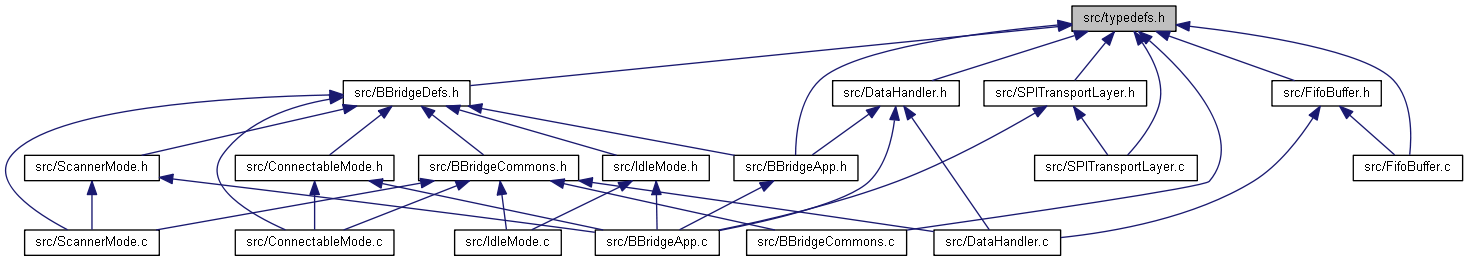 src/typedefs.h
src/BBridgeDefs.h
src/DataHandler.h
src/SPITransportLayer.h
src/FifoBuffer.h
src/ScannerMode.h
src/ConnectableMode.h
src/BBridgeCommons.h
src/IdleMode.h
src/BBridgeApp.h
src/SPITransportLayer.c
src/FifoBuffer.c
src/ScannerMode.c
src/ConnectableMode.c
src/IdleMode.c
src/BBridgeApp.c
src/BBridgeCommons.c
src/DataHandler.c